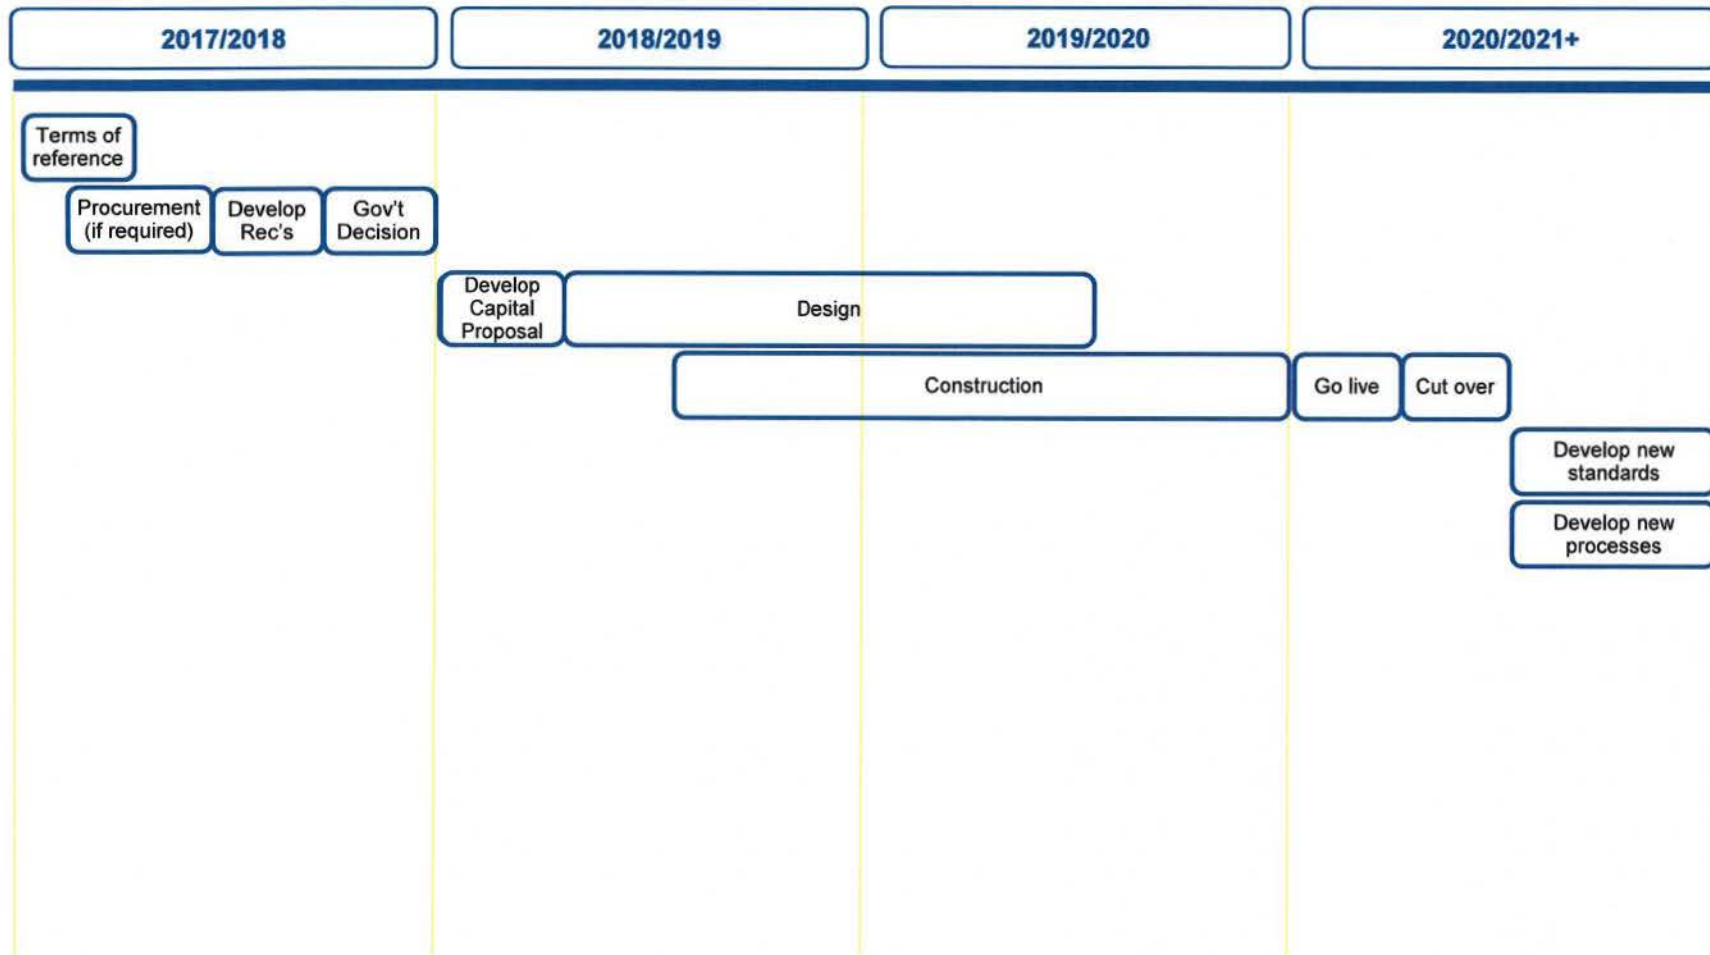 2017/2018
2018/2019
2019/2020
2020/2021+
Terms of
reference
Procurement
(if required)
Develop
Rec's
Gov't
Decision
Develop
Capital
Proposal
Design
Construction
Go live
Cut over
Develop new
standards
Develop new
processes